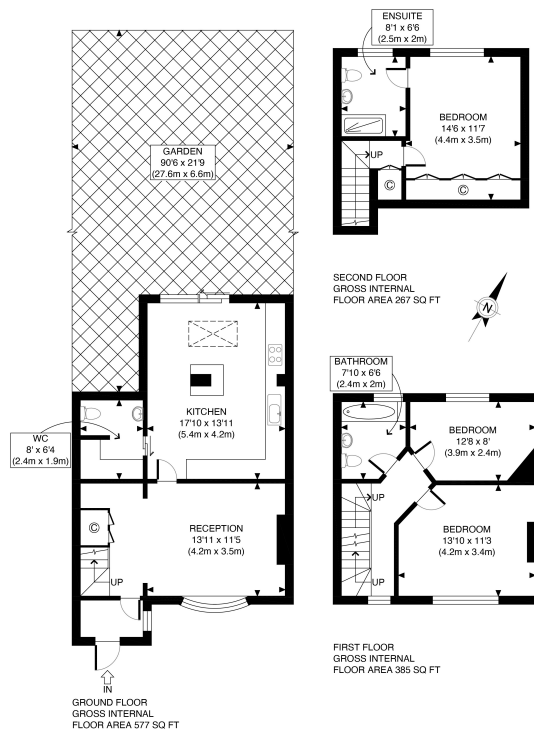 ENSUITE
8'1 x 6'6
(2.5m x 2m)
BEDROOM
14'6 x 11'7
(4.4m x 3.5m)
UP
C
C
SECOND FLOOR
GROSS INTERNAL
FLOOR AREA 267 SQ FT
GARDEN
90'6 x 21'9
(27.6m x 6.6m)
N
KITCHEN
17'10 x 13'11
(5.4m x 4.2m)
WC
8' x 6'4
(2.4m x 1.9m)
RECEPTION
13'11 x 11'5
(4.2m x 3.5m)
C
UP
IN
GROUND FLOOR
GROSS INTERNAL
FLOOR AREA 577 SQ FT
BATHROOM
7'10 x 6'6
(2.4m x 2m)
BEDROOM
12'8 x 8'
(3.9m x 2.4m)
UP
BEDROOM
13'10 x 11'3
(4.2m x 3.4m)
UP
FIRST FLOOR
GROSS INTERNAL
FLOOR AREA 385 SQ FT